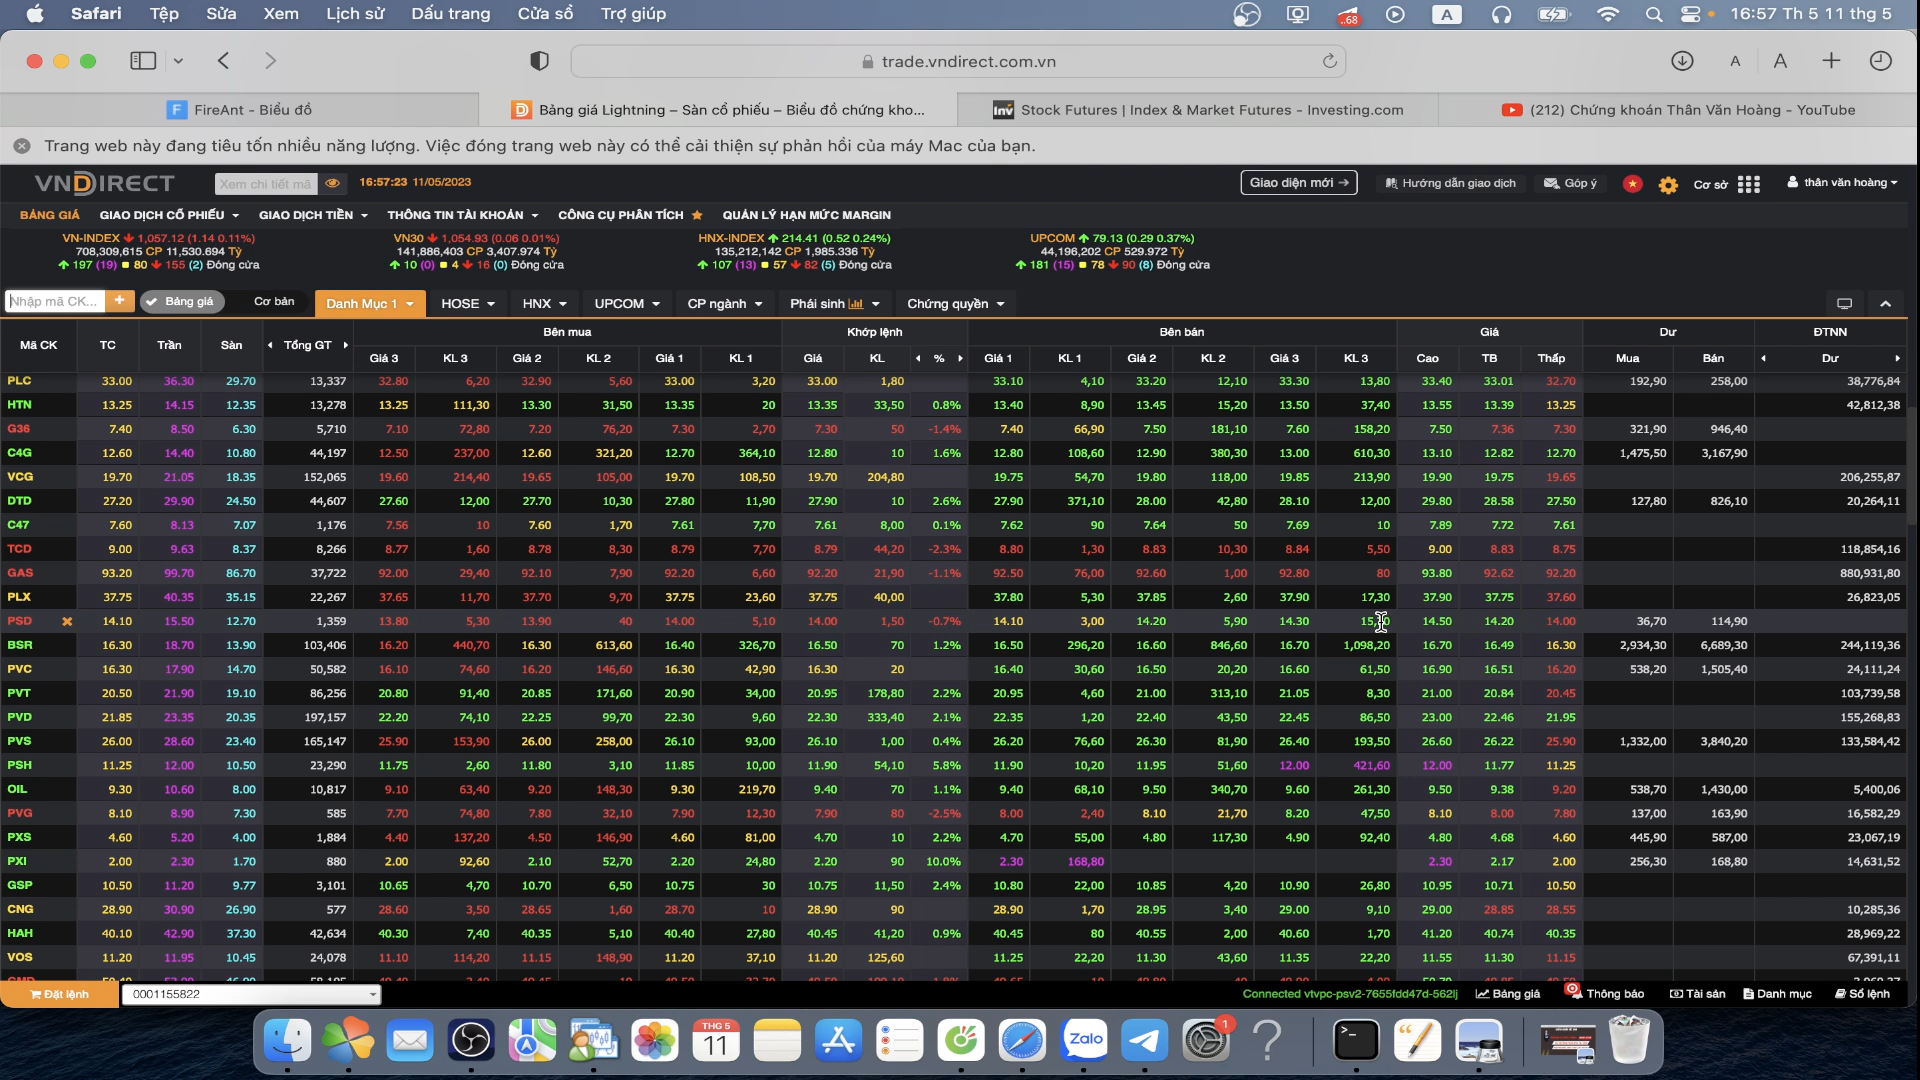 Safari Tệp Sửa Xem Lịch sử Dấu trang Cửa sổ Trợ giúp .68 A 16:57 Th 5 11 thg 5
trade.vndirect.com.vn A A
FireAnt - Biểu đồ Bảng giá Lightning – Sàn cổ phiếu – Biểu đồ chứng kho... Stock Futures | Index & Market Futures - Investing.com (212) Chứng khoán Thân Văn Hoàng - YouTube
Trang web này đang tiêu tốn nhiều năng lượng. Việc đóng trang web này có thể cải thiện sự phản hồi của máy Mac của bạn.
VNDIRECT Xem chi tiết mã 16:57:23 11/05/2023 Giao diện mới → Hướng dẫn giao dịch Góp ý Cơ sở thân văn hoàng
BẢNG GIÁ GIAO DỊCH CỔ PHIẾU GIAO DỊCH TIỀN THÔNG TIN TÀI KHOẢN CÔNG CỤ PHÂN TÍCH QUẢN LÝ HẠN MỨC MARGIN
VN-INDEX 1,057.12 (1.14 0.11%) VN30 1,054.93 (0.06 0.01%) HNX-INDEX 214.41 (0.52 0.24%) UPCOM 79.13 (0.29 0.37%)
708,309,615 CP 11,530.694 Tỷ 141,886,403 CP 3,407.974 Tỷ 135,212,142 CP 1,985.336 Tỷ 44,196,202 CP 529.972 Tỷ
197 (19) 80 155 (2) Đóng cửa 10 (0) 4 16 (0) Đóng cửa 107 (13) 57 82 (5) Đóng cửa 181 (15) 78 90 (8) Đóng cửa
Nhập mã CK... + Bảng giá Cơ bản Danh Mục 1 HOSE HNX UPCOM CP ngành Phái sinh Chứng quyền
Mã CK TC Trần Sàn Tổng GT Bên mua Khớp lệnh Bên bán Giá Dư ĐTNN
Giá 3 KL 3 Giá 2 KL 2 Giá 1 KL 1 Giá KL % Giá 1 KL 1 Giá 2 KL 2 Giá 3 KL 3 Cao TB Thấp Mua Bán Dư
PLC 33.00 36.30 29.70 13,337 32.80 6,20 32.90 5,60 33.00 3,20 33.00 1,80 33.10 4,10 33.20 12,10 33.30 13,80 33.40 33.01 32.70 192,90 258,00 38,776,84
HTN 13.25 14.15 12.35 13,278 13.25 111,30 13.30 31,50 13.35 20 13.35 33,50 0.8% 13.40 8,90 13.45 15,20 13.50 37,40 13.55 13.39 13.25 42,812,38
G36 7.40 8.50 6.30 5,710 7.10 72,80 7.20 76,20 7.30 2,70 7.30 50 -1.4% 7.40 66,90 7.50 181,10 7.60 158,20 7.50 7.36 7.30 321,90 946,40
C4G 12.60 14.40 10.80 44,197 12.50 237,00 12.60 321,20 12.70 364,10 12.80 10 1.6% 12.80 108,60 12.90 380,30 13.00 610,30 13.10 12.82 12.70 1,475,50 3,167,90
VCG 19.70 21.05 18.35 152,065 19.60 214,40 19.65 105,00 19.70 108,50 19.70 204,80 19.75 54,70 19.80 118,00 19.85 213,90 19.90 19.75 19.65 206,255,87
DTD 27.20 29.90 24.50 44,607 27.60 12,00 27.70 10,30 27.80 11,90 27.90 10 2.6% 27.90 371,10 28.00 42,80 28.10 12,00 29.80 28.58 27.50 127,80 826,10 20,264,11
C47 7.60 8.13 7.07 1,176 7.56 10 7.60 1,70 7.61 7,70 7.61 8,00 0.1% 7.62 90 7.64 50 7.69 10 7.89 7.72 7.61
TCD 9.00 9.63 8.37 8,266 8.77 1,60 8.78 8,30 8.79 7,70 8.79 44,20 -2.3% 8.80 1,30 8.83 10,30 8.84 5,50 9.00 8.83 8.75 118,854,16
GAS 93.20 99.70 86.70 37,722 92.00 29,40 92.10 7,90 92.20 6,60 92.20 21,90 -1.1% 92.50 76,00 92.60 1,00 92.80 80 93.80 92.62 92.20 880,931,80
PLX 37.75 40.35 35.15 22,267 37.65 11,70 37.70 9,70 37.75 23,60 37.75 40,00 37.80 5,30 37.85 2,60 37.90 17,30 37.90 37.75 37.60 26,823,05
PSD 14.10 15.50 12.70 1,359 13.80 5,30 13.90 40 14.00 5,10 14.00 1,50 -0.7% 14.10 3,00 14.20 5,90 14.30 14.50 14.20 14.00 36,70 114,90
BSR 16.30 18.70 13.90 103,406 16.20 440,70 16.30 613,60 16.40 326,70 16.50 70 1.2% 16.50 296,20 16.60 846,60 16.70 1,098,20 16.70 16.49 16.30 2,934,30 6,689,30 244,119,36
PVC 16.30 17.90 14.70 50,582 16.10 74,60 16.20 146,60 16.30 42,90 16.30 20 16.40 30,60 16.50 20,20 16.60 61,50 16.90 16.51 16.20 538,20 1,505,40 24,111,24
PVT 20.50 21.90 19.10 86,256 20.80 91,40 20.85 171,60 20.90 34,00 20.95 178,80 2.2% 20.95 4,60 21.00 313,10 21.05 8,30 21.00 20.84 20.45 103,739,58
PVD 21.85 23.35 20.35 197,157 22.20 74,10 22.25 99,70 22.30 9,60 22.30 333,40 2.1% 22.35 1,20 22.40 43,50 22.45 86,50 23.00 22.46 21.95 155,268,83
PVS 26.00 28.60 23.40 165,147 25.90 153,90 26.00 258,00 26.10 93,00 26.10 1,00 0.4% 26.20 76,60 26.30 81,90 26.40 193,50 26.60 26.22 25.90 1,332,00 3,840,20 133,584,42
PSH 11.25 12.00 10.50 23,290 11.75 2,60 11.80 3,10 11.85 10,00 11.90 54,10 5.8% 11.90 10,20 11.95 51,60 12.00 421,60 12.00 11.77 11.25
OIL 9.30 10.60 8.00 10,817 9.10 63,40 9.20 148,30 9.30 219,70 9.40 70 1.1% 9.40 68,10 9.50 340,70 9.60 261,30 9.50 9.38 9.20 538,70 1,430,00 5,400,06
PVG 8.10 8.90 7.30 585 7.70 74,80 7.80 32,10 7.90 12,30 7.90 80 -2.5% 8.00 2,40 8.10 21,70 8.20 47,50 8.10 8.00 7.80 137,00 163,90 16,582,29
PXS 4.60 5.20 4.00 1,884 4.40 137,20 4.50 146,90 4.60 81,00 4.70 10 2.2% 4.70 55,00 4.80 117,30 4.90 92,40 4.80 4.68 4.60 445,90 587,00 23,067,19
PXI 2.00 2.30 1.70 880 2.00 92,60 2.10 52,70 2.20 24,80 2.20 90 10.0% 2.30 168,80 2.30 2.17 2.00 256,30 168,80 14,631,52
GSP 10.50 11.20 9.77 3,101 10.65 4,70 10.70 6,50 10.75 30 10.75 11,50 2.4% 10.80 22,00 10.85 4,20 10.90 26,80 10.95 10.71 10.50
CNG 28.90 30.90 26.90 577 28.60 3,50 28.65 1,60 28.70 10 28.90 90 28.90 1,70 28.95 3,40 29.00 9,10 29.00 28.85 28.55 10,285,36
HAH 40.10 42.90 37.30 42,634 40.30 7,40 40.35 5,10 40.40 27,80 40.45 41,20 0.9% 40.45 80 40.55 2,00 40.60 1,70 41.20 40.74 40.35 28,969,22
VOS 11.20 11.95 10.45 24,078 11.10 114,20 11.15 148,90 11.20 37,10 11.20 125,60 11.25 22,20 11.30 43,60 11.35 22,20 11.55 11.30 11.15 67,391,11
Đặt lệnh 0001155822 Connected vtvpc-psv2-7655fdd47d-562lj Bảng giá Thông báo Tài sản Danh mục Sổ lệnh
THG 5 11 Zalo 1